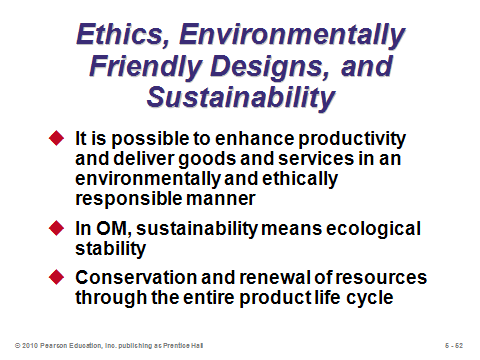 Ethics, Environmentally
Friendly Designs, and
Sustainability
It is possible to enhance productivity
and deliver goods and services in an
environmentally and ethically
responsible manner
In OM, sustainability means ecological
stability
Conservation and renewal of resources
through the entire product life cycle
© 2010 Pearson Education, Inc. publishing as Prentice Hall
5 - 52